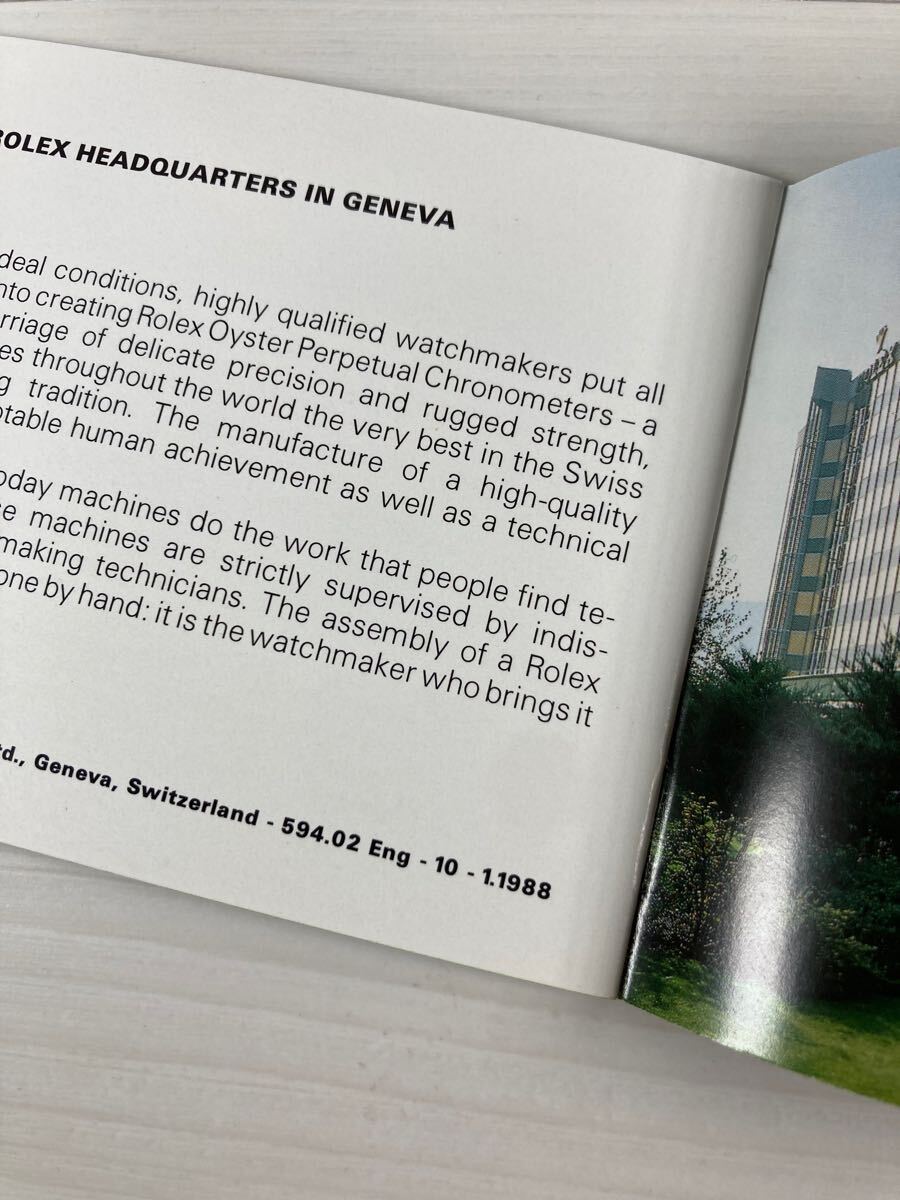 ROLEX HEADQUARTERS IN GENEVA
deal conditions, highly qualified watchmakers put all
nto creating Rolex Oyster Perpetual Chronometers – a
rriage of delicate precision and rugged strength,
es throughout the world the very best in the Swiss
g tradition. The manufacture of a high-quality
otable human achievement as well as a technical
oday machines do the work that people find te-
se machines are strictly supervised by indis-
making technicians. The assembly of a Rolex
one by hand: it is the watchmaker who brings it
td., Geneva, Switzerland - 594.02 Eng - 10 - 1.1988